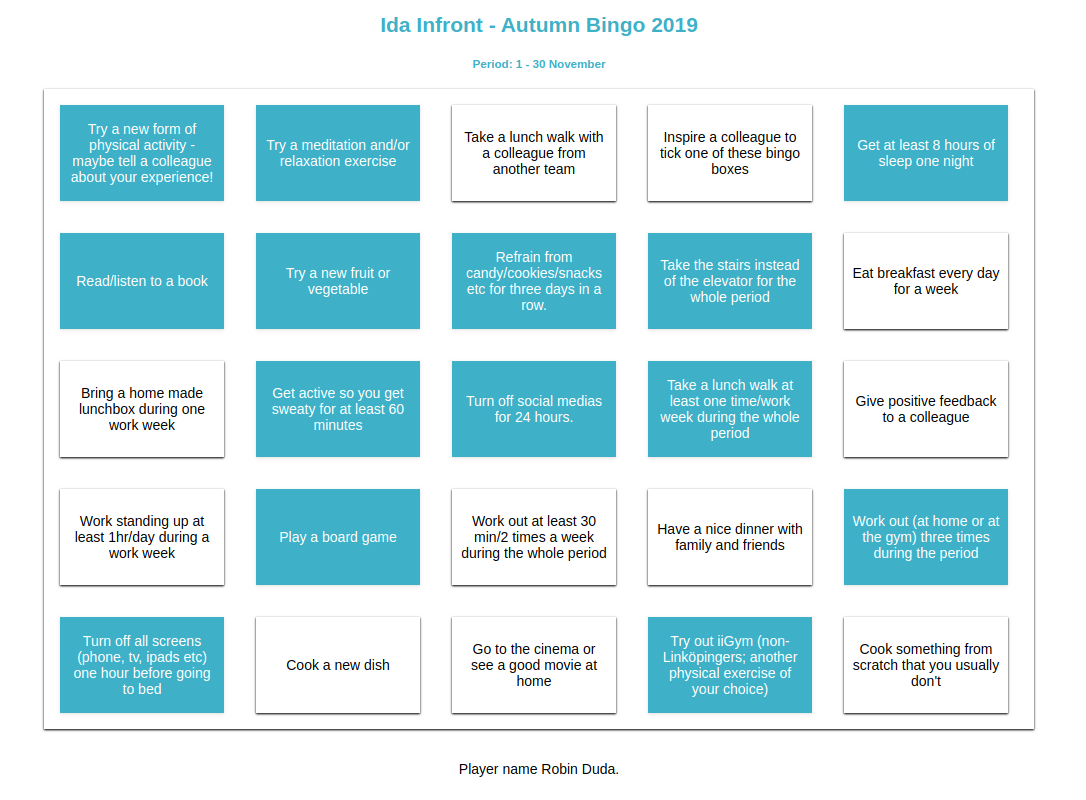 Ida Infront - Autumn Bingo 2019
Period: 1 - 30 November
Try a new form of
physical activity -
maybe tell a colleague
about your experience!
Try a meditation and/or
relaxation exercise
Take a lunch walk with
a colleague from
another team
Inspire a colleague to
tick one of these bingo
boxes
Get at least 8 hours of
sleep one night
Read/listen to a book
Try a new fruit or
vegetable
Refrain from
candy/cookies/snacks
etc for three days in a
row.
Take the stairs instead
of the elevator for the
whole period
Eat breakfast every day
for a week
Bring a home made
lunchbox during one
work week
Get active so you get
sweaty for at least 60
minutes
Turn off social medias
for 24 hours.
Take a lunch walk at
least one time/work
week during the whole
period
Give positive feedback
to a colleague
Work standing up at
least 1hr/day during a
work week
Play a board game
Work out at least 30
min/2 times a week
during the whole period
Have a nice dinner with
family and friends
Work out (at home or at
the gym) three times
during the period
Turn off all screens
(phone, tv, ipads etc)
one hour before going
to bed
Cook a new dish
Go to the cinema or
see a good movie at
home
Try out iiGym (non-
Linköpingers; another
physical exercise of
your choice)
Cook something from
scratch that you usually
don't
Player name Robin Duda.